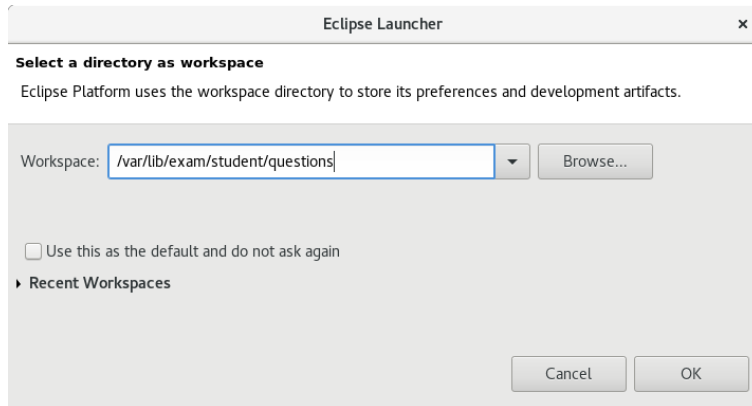 Eclipse Launcher
Select a directory as workspace
Eclipse Platform uses the workspace directory to store its preferences and development artifacts.
Workspace: /var/lib/exam/student/questions Browse...
Use this as the default and do not ask again
Recent Workspaces
Cancel OK